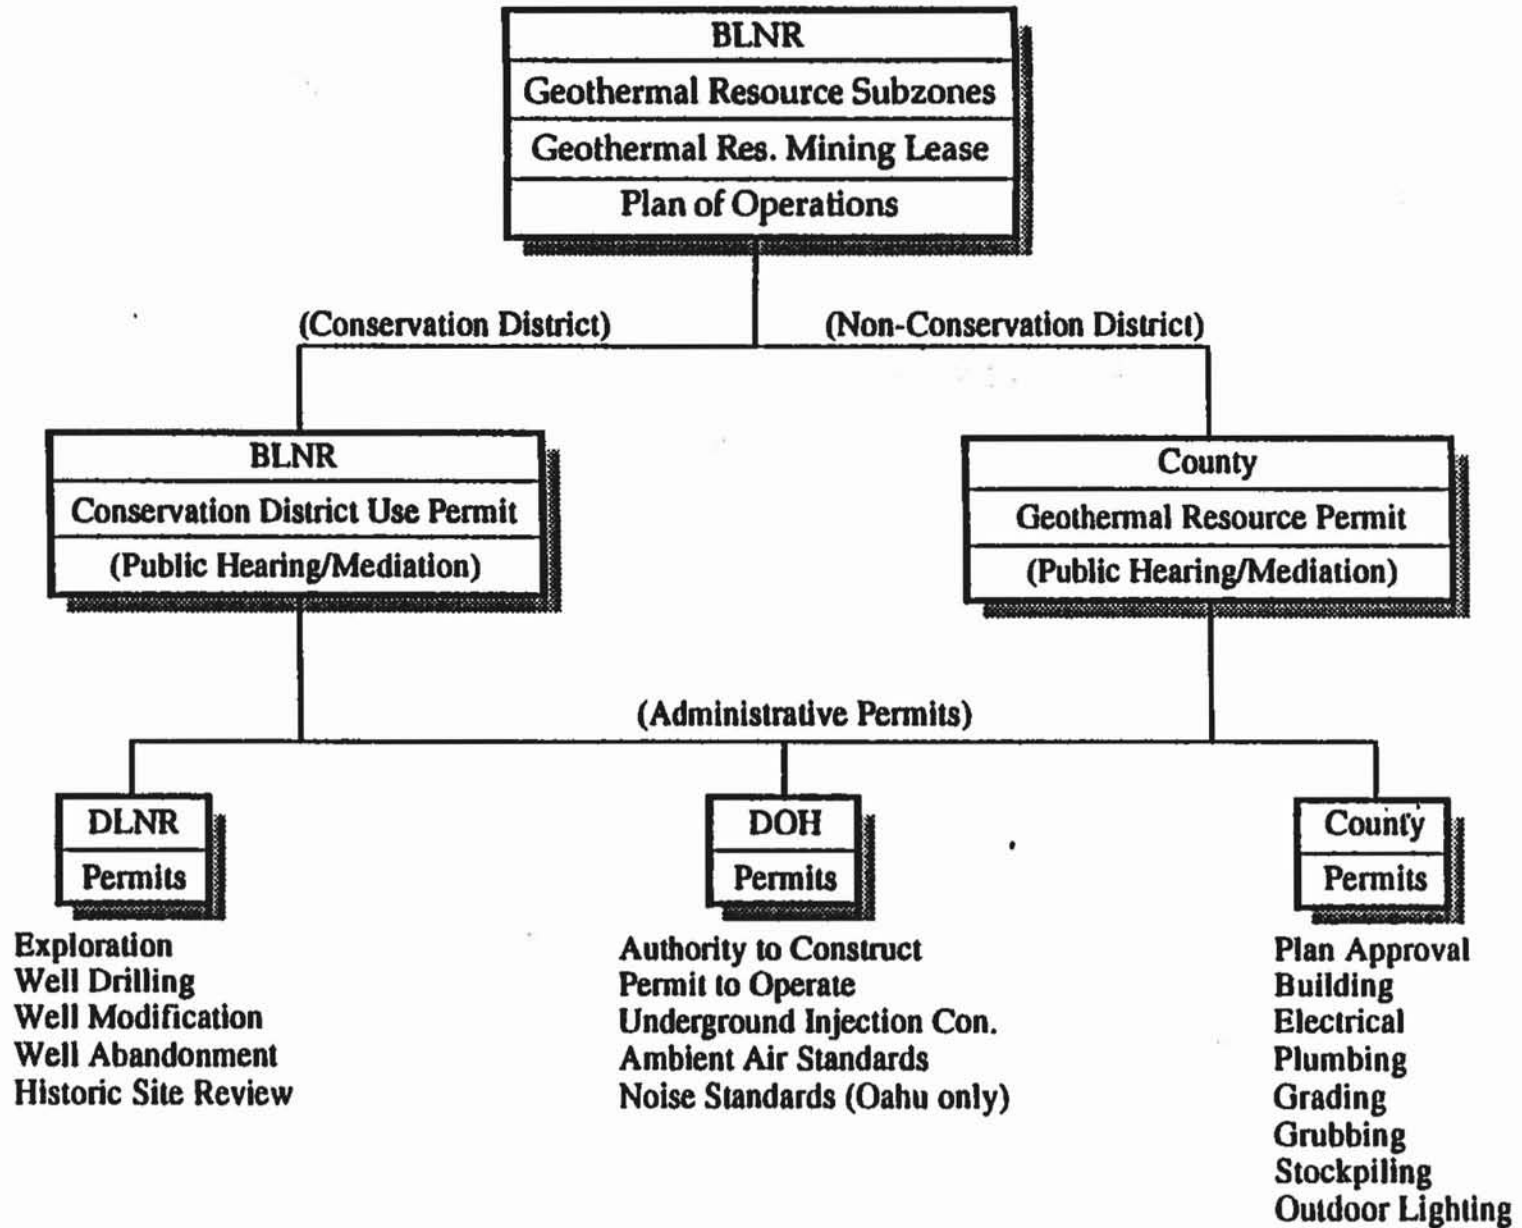 BLNR
Geothermal Resource Subzones
Geothermal Res. Mining Lease
Plan of Operations
(Conservation District)
(Non-Conservation District)
BLNR
Conservation District Use Permit
(Public Hearing/Mediation)
County
Geothermal Resource Permit
(Public Hearing/Mediation)
(Administrative Permits)
DLNR
Permits
Exploration
Well Drilling
Well Modification
Well Abandonment
Historic Site Review
DOH
Permits
Authority to Construct
Permit to Operate
Underground Injection Con.
Ambient Air Standards
Noise Standards (Oahu only)
County
Permits
Plan Approval
Building
Electrical
Plumbing
Grading
Grubbing
Stockpiling
Outdoor Lighting